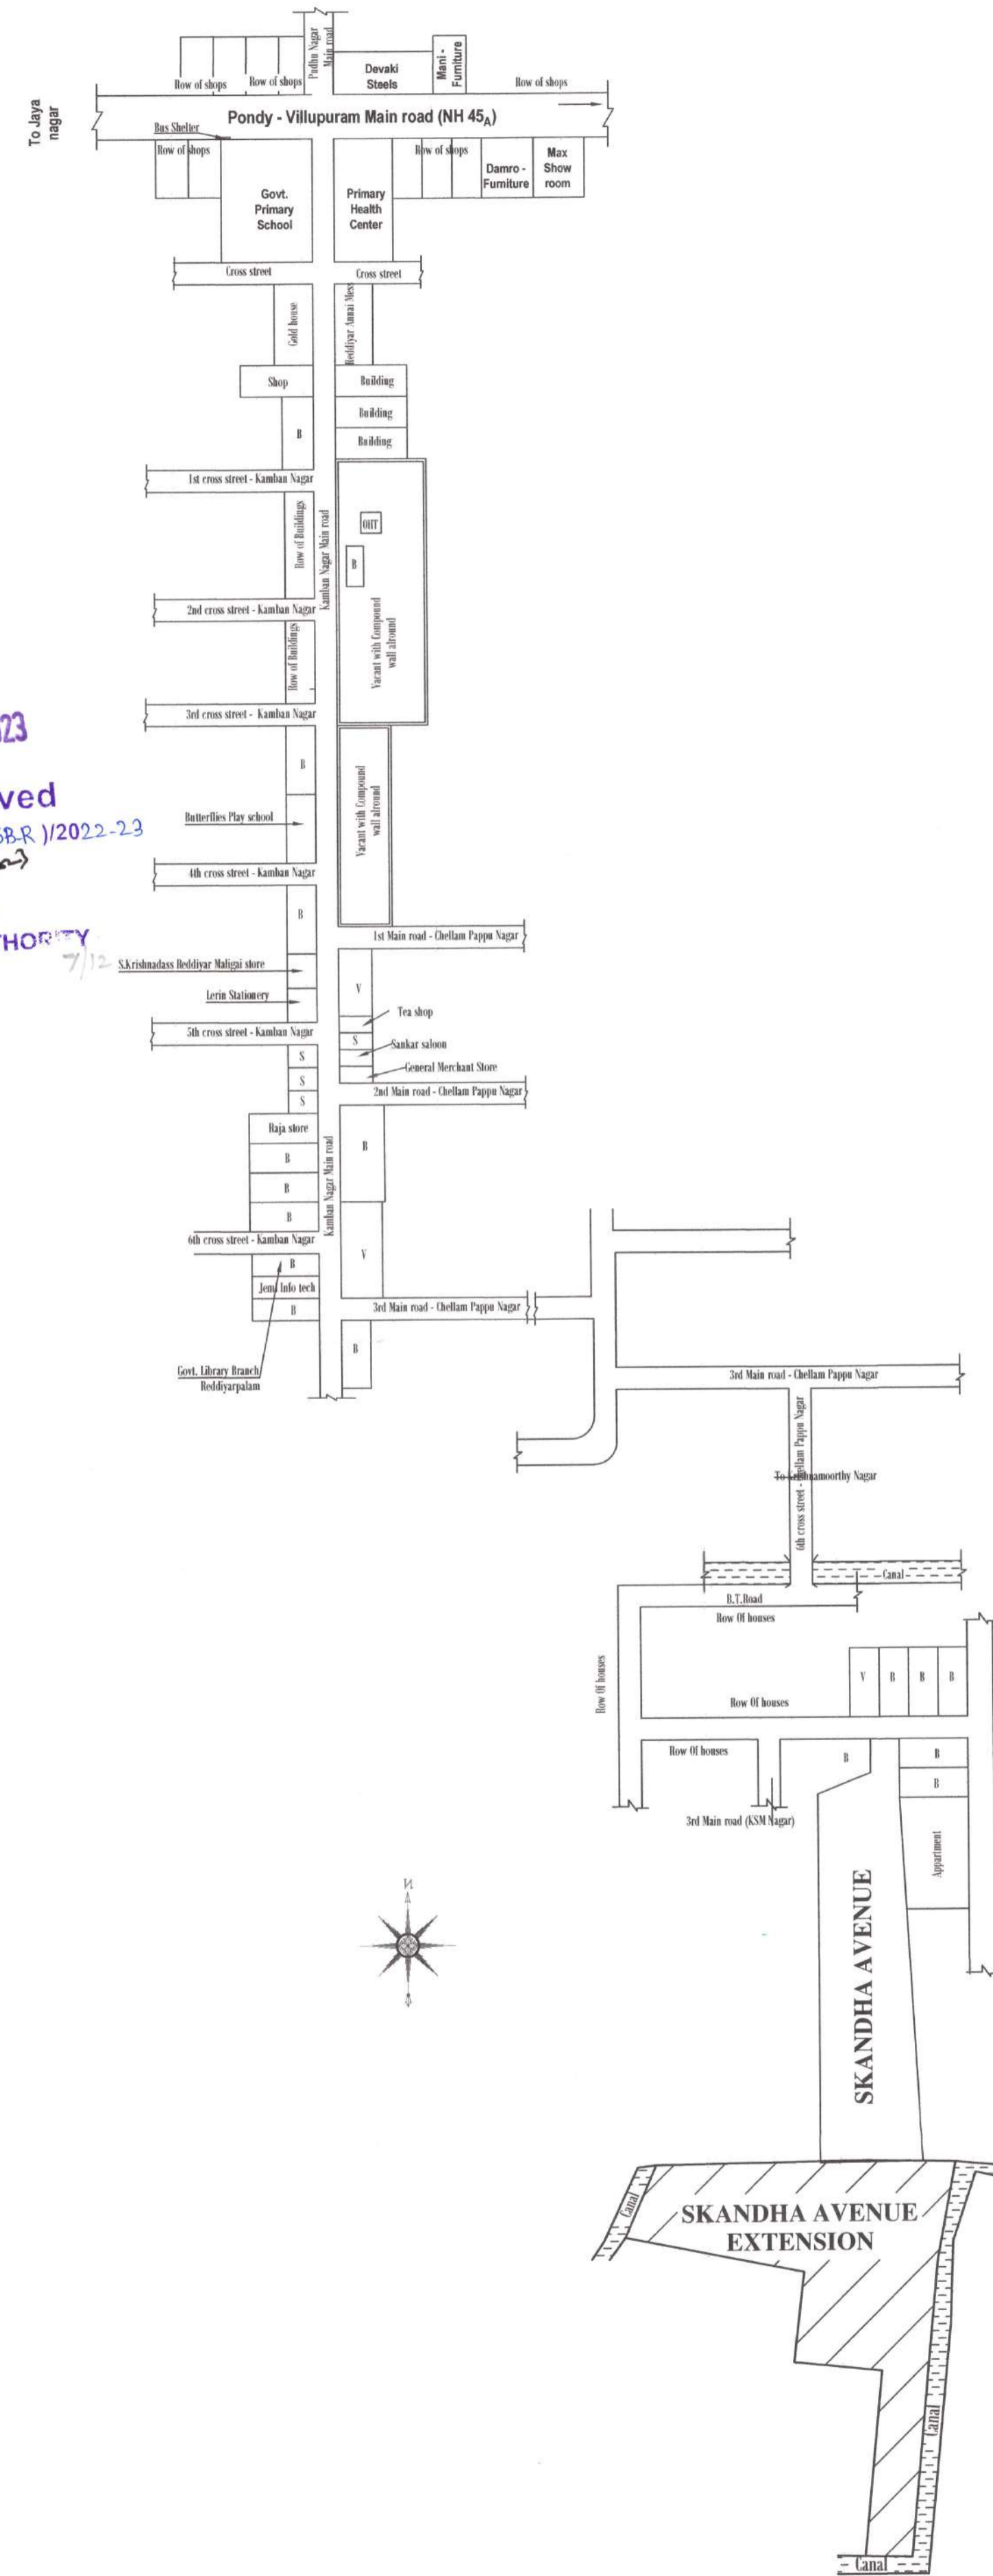 Pudhu Nagar
Main road
Devaki
Steels
Mani -
Furniture
Row of shops
Row of shops
Row of shops
To Jaya
nagar
Pondy - Villupuram Main road (NH 45A)
Bus Shelter
Row of shops
Row of shops
Damro -
Furniture
Max
Show
room
Govt.
Primary
School
Primary
Health
Center
Cross street
Cross street
Gold house
Reddiyar Annai Mess
Shop
Building
Building
Building
B
1st cross street - Kamban Nagar
Row of Buildings
Kamban Nagar Main road
OHT
Vacant with Compound
wall alround
2nd cross street - Kamban Nagar
Row of Buildings
3rd cross street - Kamban Nagar
23
B
Vacant with Compound
wall alround
ved
Butterflies Play school
SB-R )/2022-23
4th cross street - Kamban Nagar
B
THORITY
7/12
1st Main road - Chellam Pappu Nagar
S.Krishnadass Reddiyar Maligai store
Lerin Stationery
V
Tea shop
5th cross street - Kamban Nagar
S
Sankar saloon
General Merchant Store
S
S
S
2nd Main road - Chellam Pappu Nagar
Raja store
B
B
B
B
Kamban Nagar Main road
6th cross street - Kamban Nagar
V
B
Jemi Info tech
B
3rd Main road - Chellam Pappu Nagar
B
Govt. Library Branch
Reddiyarpalam
3rd Main road - Chellam Pappu Nagar
6th cross street - Chellam Pappu Nagar
To Krishnamoorthy Nagar
Canal
B.T.Road
Row Of houses
Row Of houses
V
B
B
B
Row Of houses
Row Of houses
B
B
B
3rd Main road (KSM Nagar)
Appartment
N
SKANDHA AVENUE
Canal
SKANDHA AVENUE
EXTENSION
Canal
Canal